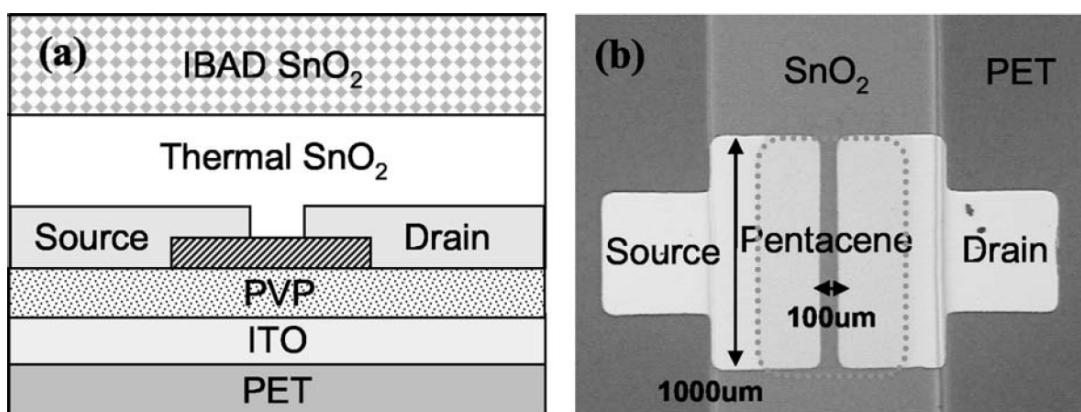 (a)
IBAD SnO₂
Thermal SnO₂
Source
Drain
PVP
ITO
PET
(b)
SnO₂
PET
Source
Pentacene
Drain
100um
1000um